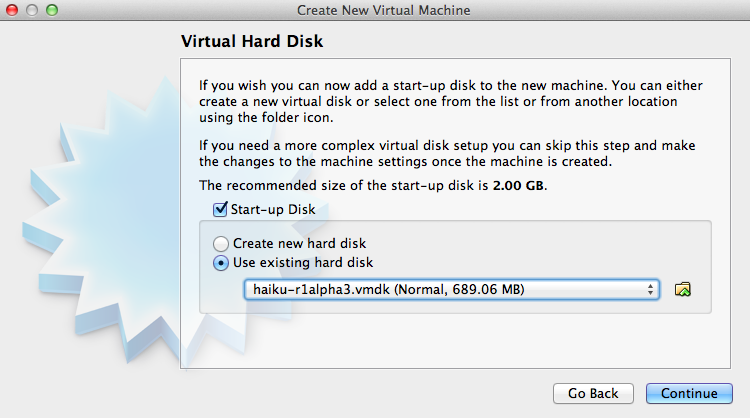 Create New Virtual Machine
Virtual Hard Disk
If you wish you can now add a start-up disk to the new machine. You can either
create a new virtual disk or select one from the list or from another location
using the folder icon.
If you need a more complex virtual disk setup you can skip this step and make
the changes to the machine settings once the machine is created.
The recommended size of the start-up disk is 2.00 GB.
Start-up Disk
Create new hard disk
Use existing hard disk
haiku-r1alpha3.vmdk (Normal, 689.06 MB)
Go Back
Continue